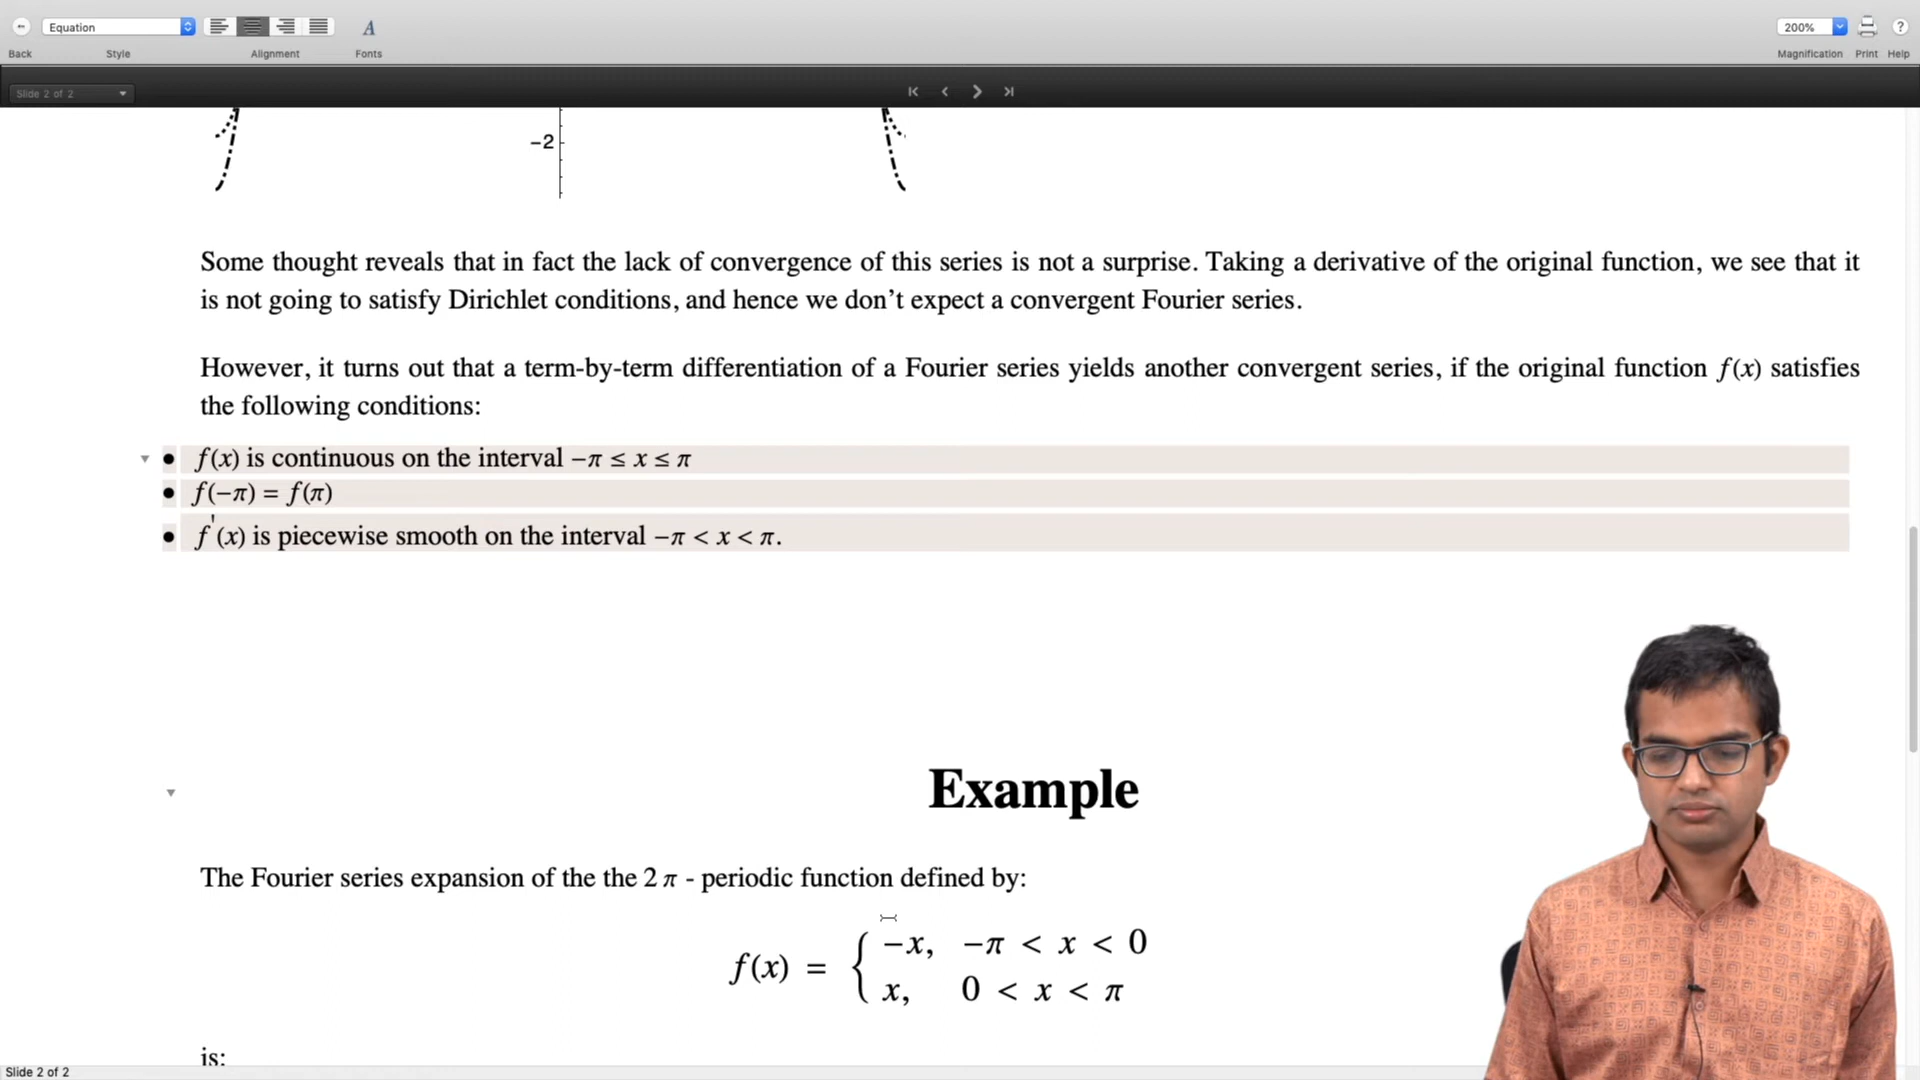 Equation
200%
Back
Style
Alignment
Fonts
Magnification
Print
Help
Slide 2 of 2
−2
Some thought reveals that in fact the lack of convergence of this series is not a surprise. Taking a derivative of the original function, we see that it
is not going to satisfy Dirichlet conditions, and hence we don’t expect a convergent Fourier series.
However, it turns out that a term-by-term differentiation of a Fourier series yields another convergent series, if the original function f(x) satisfies
the following conditions:
● f(x) is continuous on the interval −π ≤ x ≤ π
● f(−π) = f(π)
● f'(x) is piecewise smooth on the interval −π < x < π.
Example
The Fourier series expansion of the the 2 π - periodic function defined by:
f(x) = { −x, −π < x < 0
x, 0 < x < π
is:
Slide 2 of 2